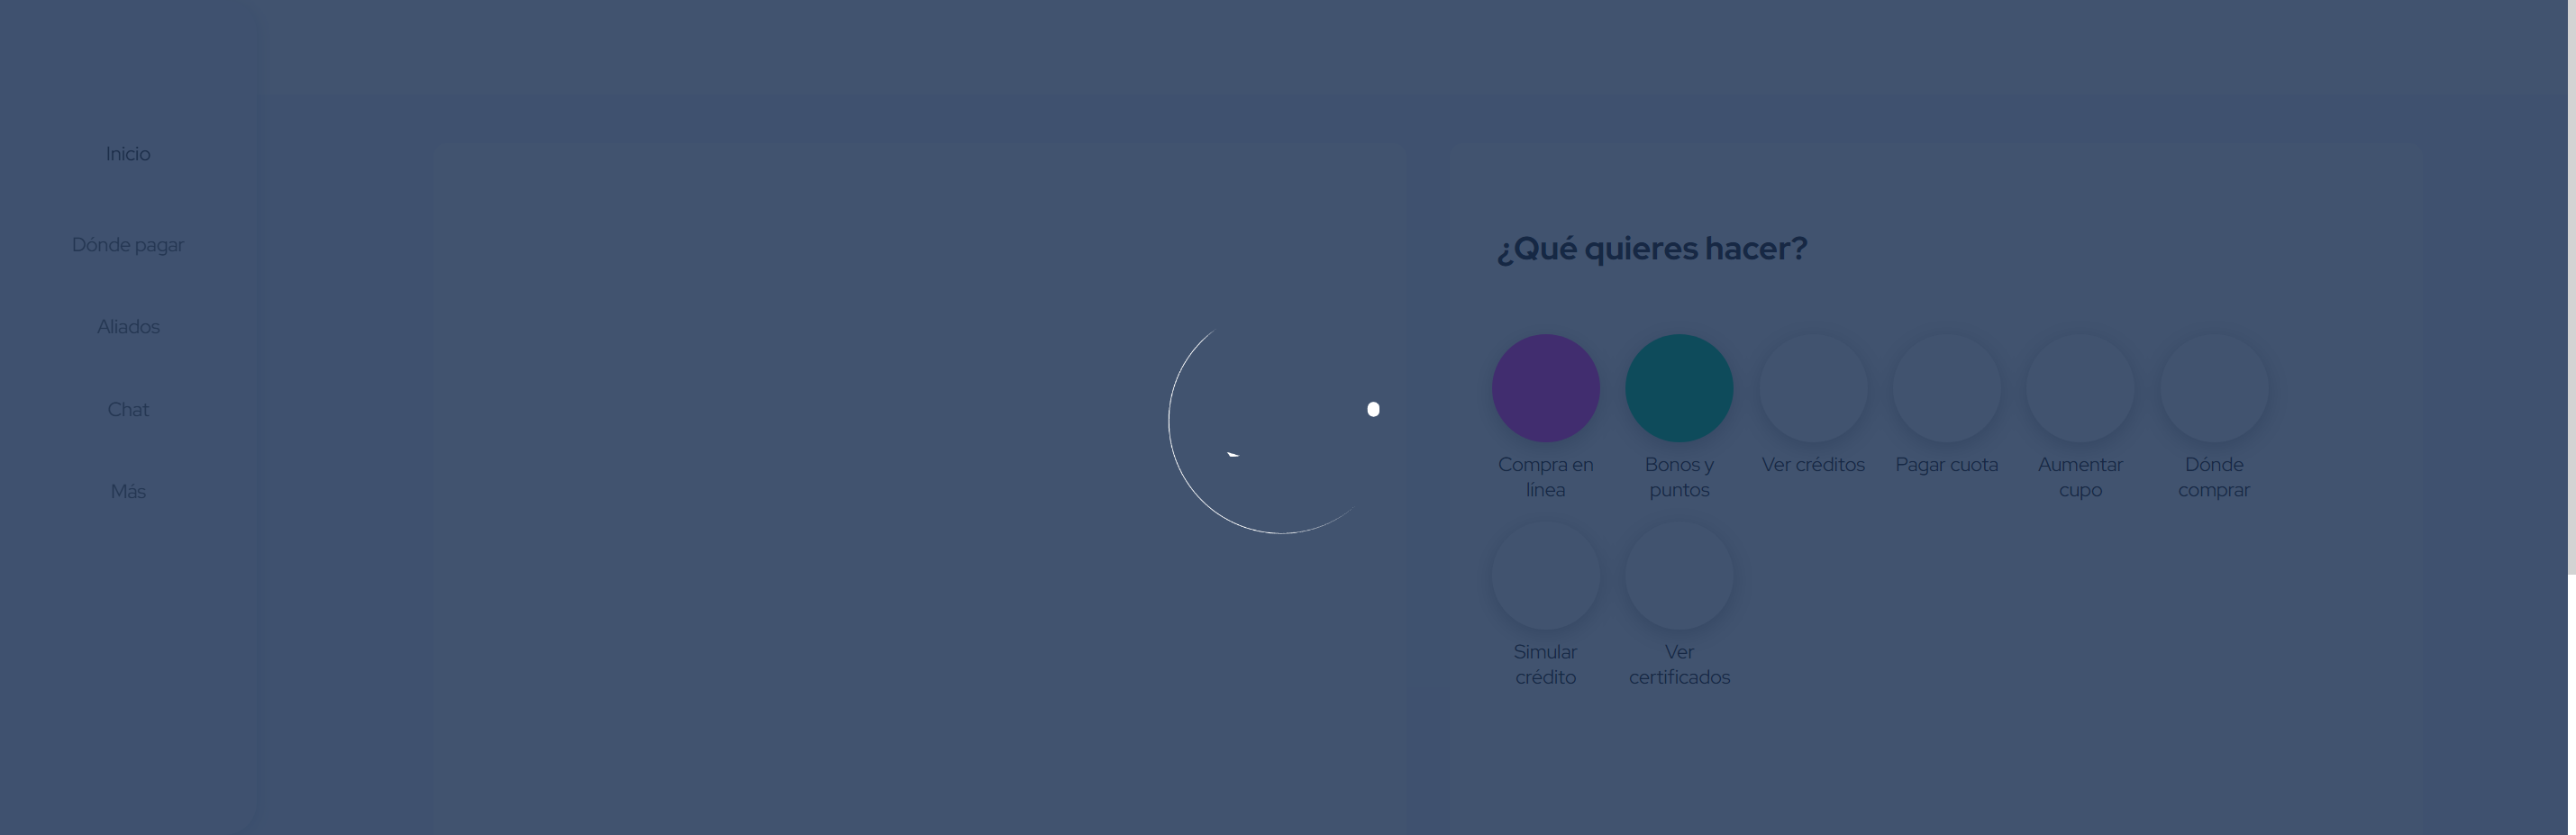 Inicio
Dónde pagar
Aliados
Chat
Más
¿Qué quieres hacer?
Compra en
línea
Bonos y
puntos
Ver créditos
Pagar cuota
Aumentar
cupo
Dónde
comprar
Simular
crédito
Ver
certificados